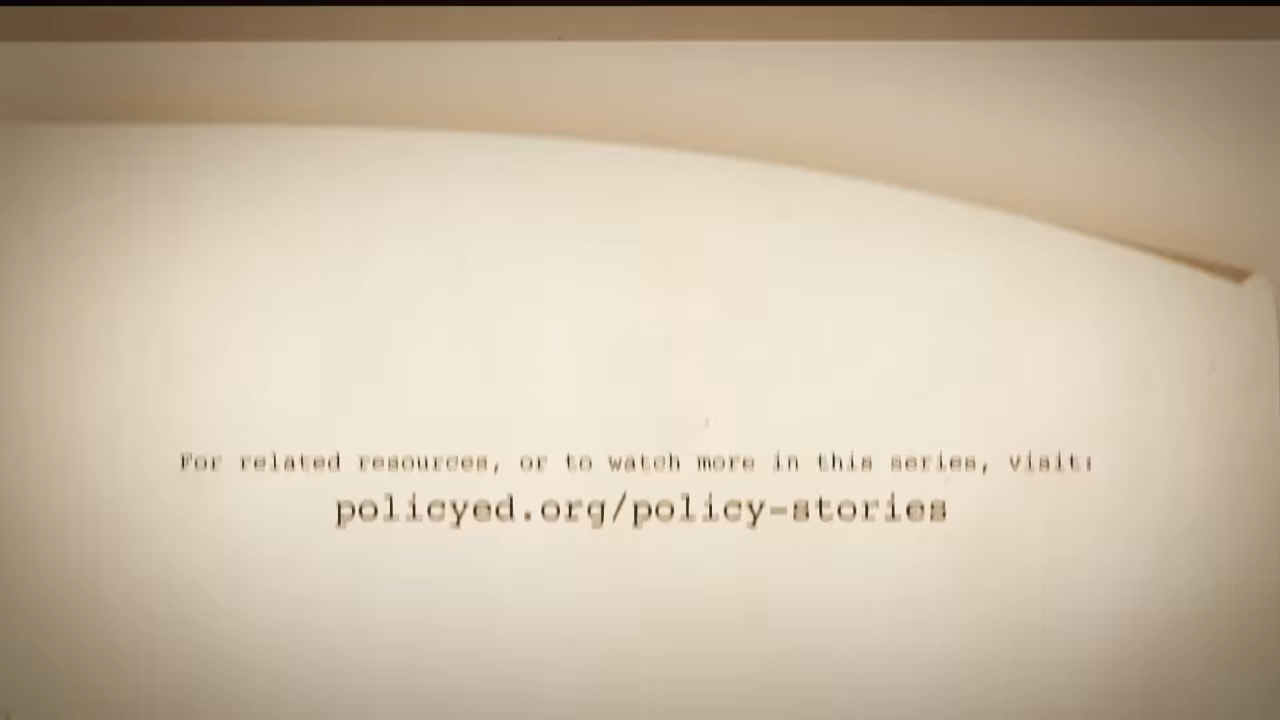 For related resources, or to watch more in this series, visit:
policyed.org/policy-stories